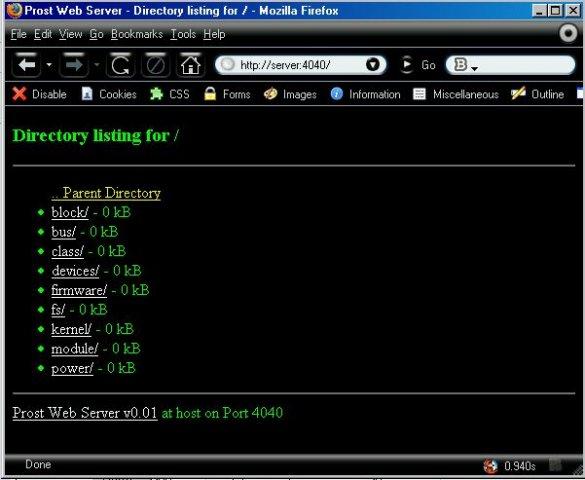 Prost Web Server - Directory listing for / - Mozilla Firefox
File Edit View Go Bookmarks Tools Help
http://server:4040/ Go B
Disable Cookies CSS Forms Images Information Miscellaneous Outline
Directory listing for /
.. Parent Directory
block/ - 0 kB
bus/ - 0 kB
class/ - 0 kB
devices/ - 0 kB
firmware/ - 0 kB
fs/ - 0 kB
kernel/ - 0 kB
module/ - 0 kB
power/ - 0 kB
Prost Web Server v0.01 at host on Port 4040
Done 0.940s